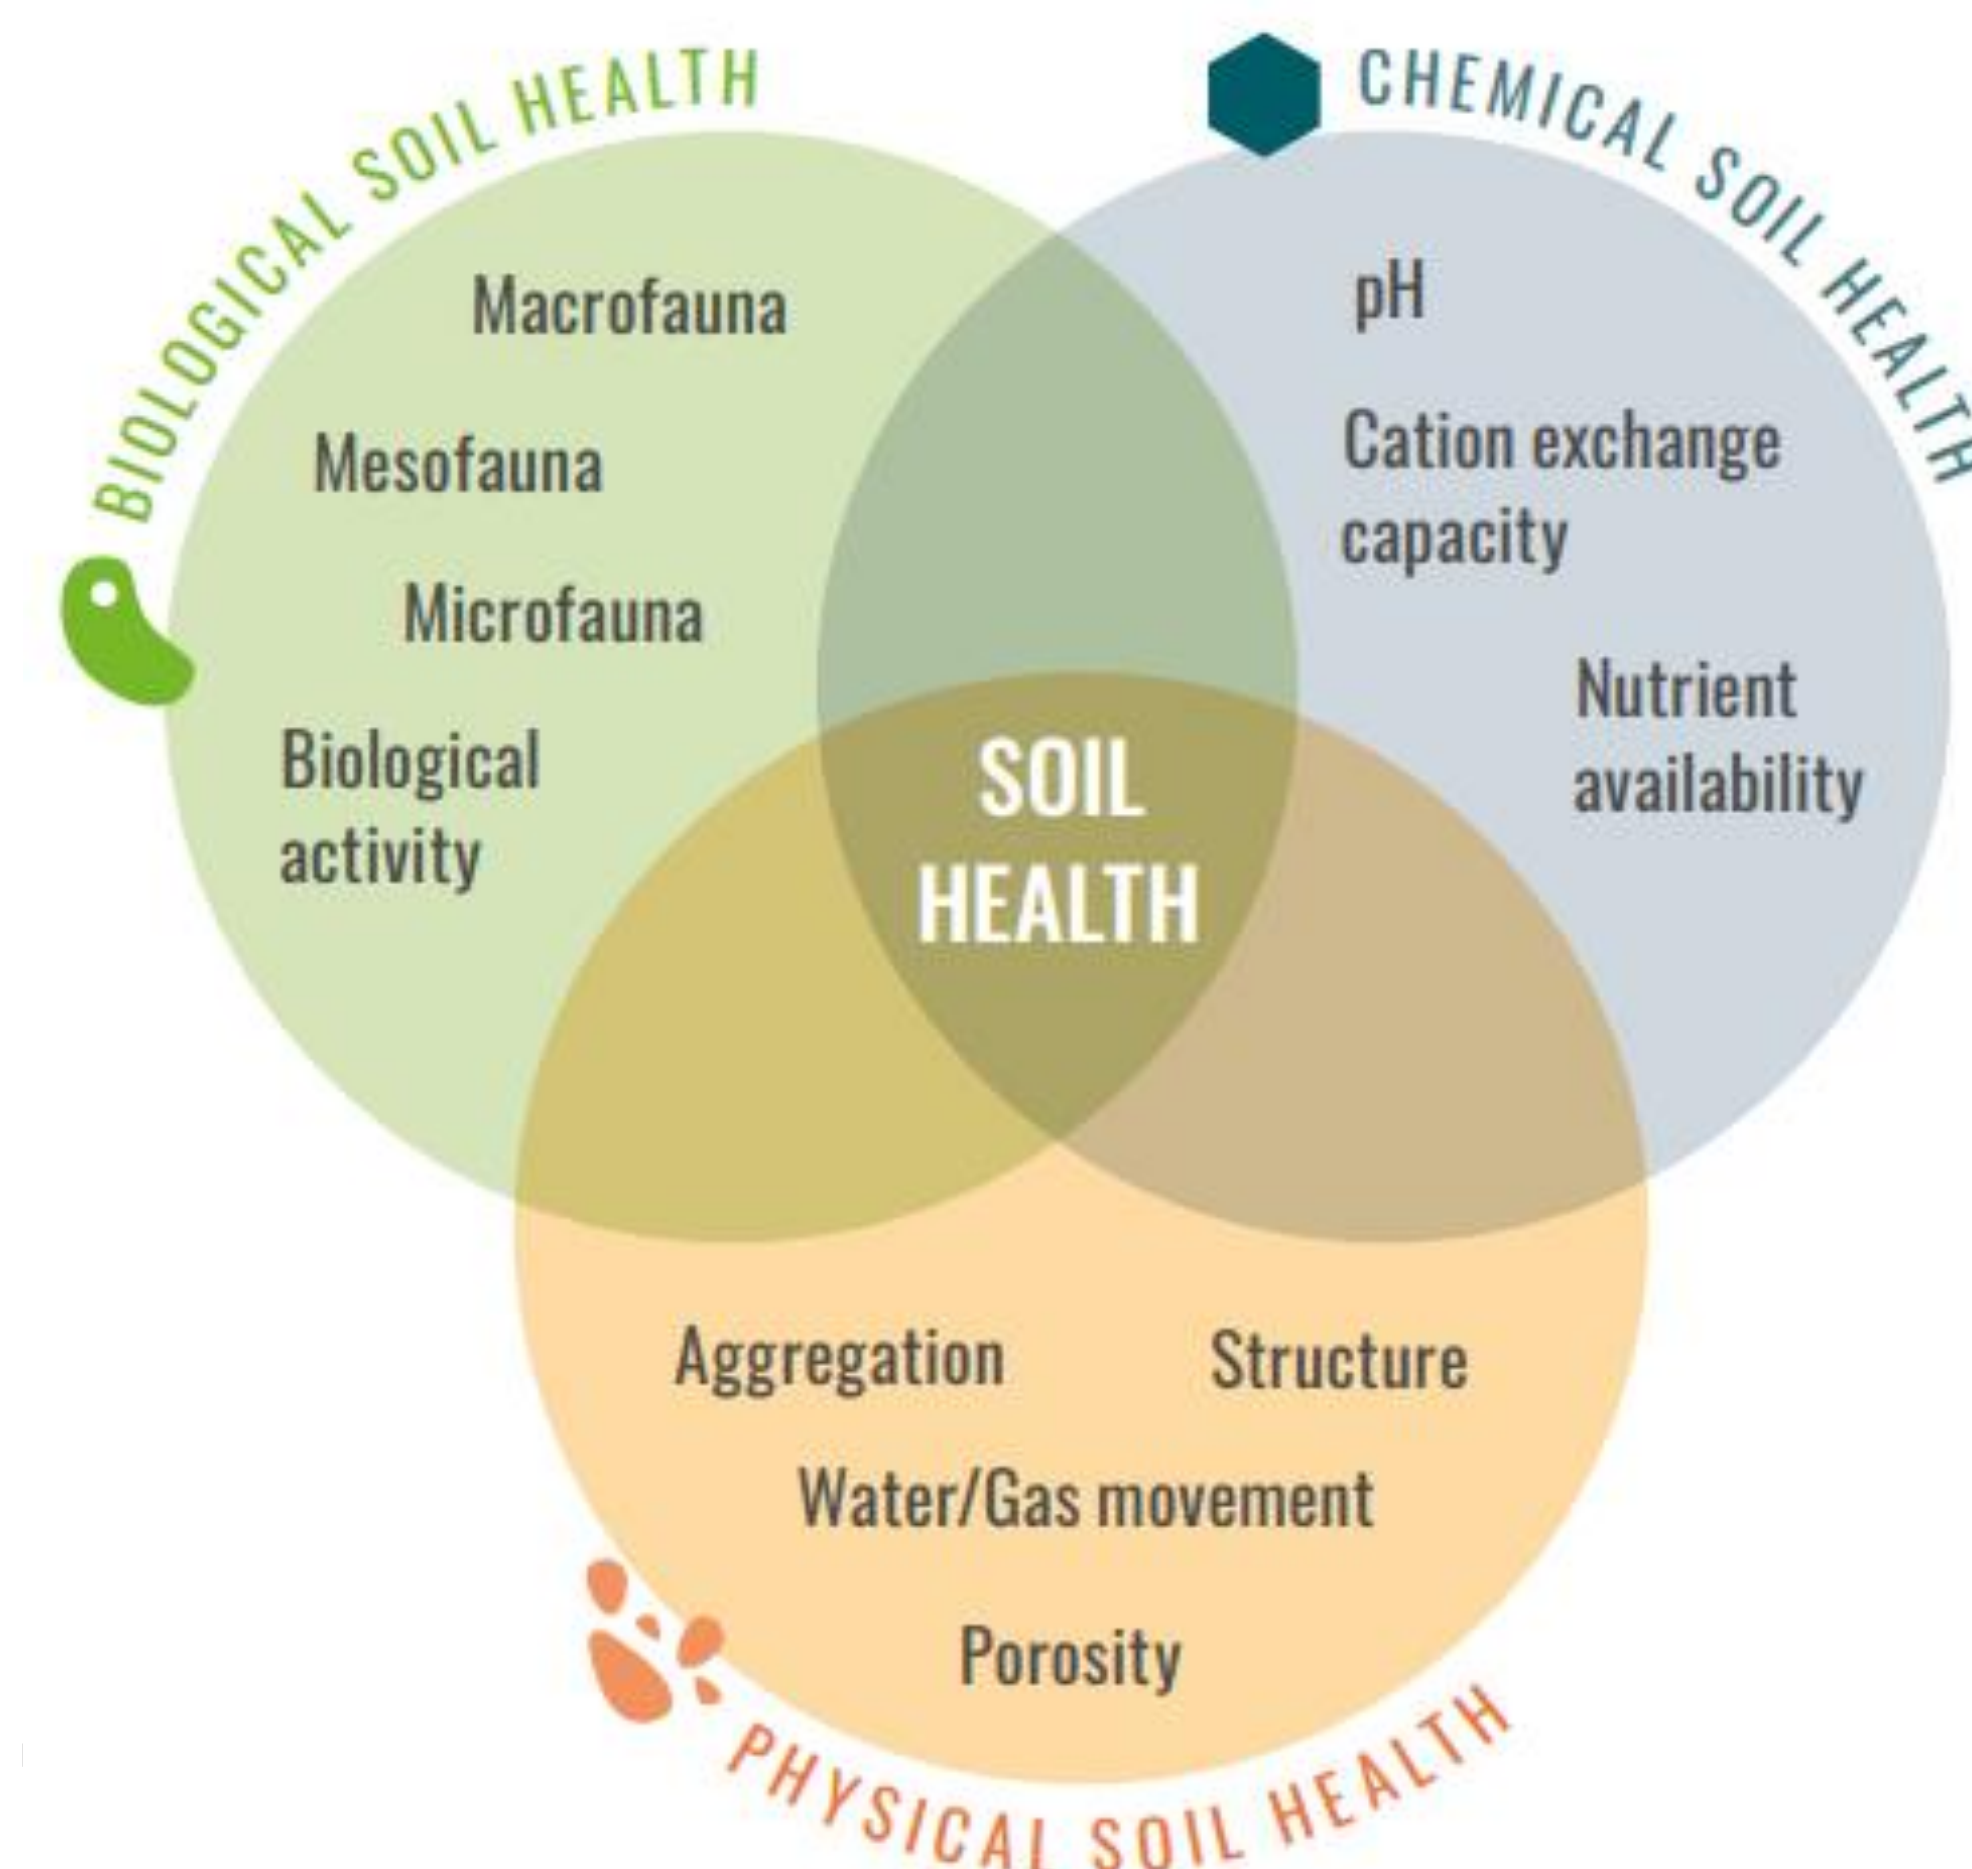 BIOLOGICAL SOIL HEALTH
Macrofauna
Mesofauna
Microfauna
Biological
activity
CHEMICAL SOIL HEALTH
pH
Cation exchange
capacity
Nutrient
availability
SOIL
HEALTH
Aggregation
Structure
Water/Gas movement
Porosity
PHYSICAL SOIL HEALTH